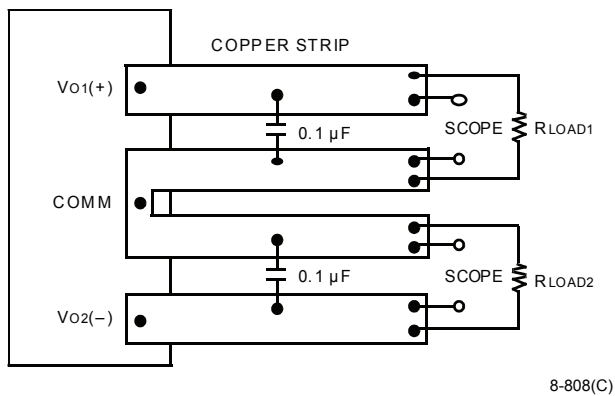 COPPER STRIP
VO1(+)
0.1 µF
SCOPE
RLOAD1
COMM
0.1 µF
SCOPE
RLOAD2
VO2(–)
8-808(C)